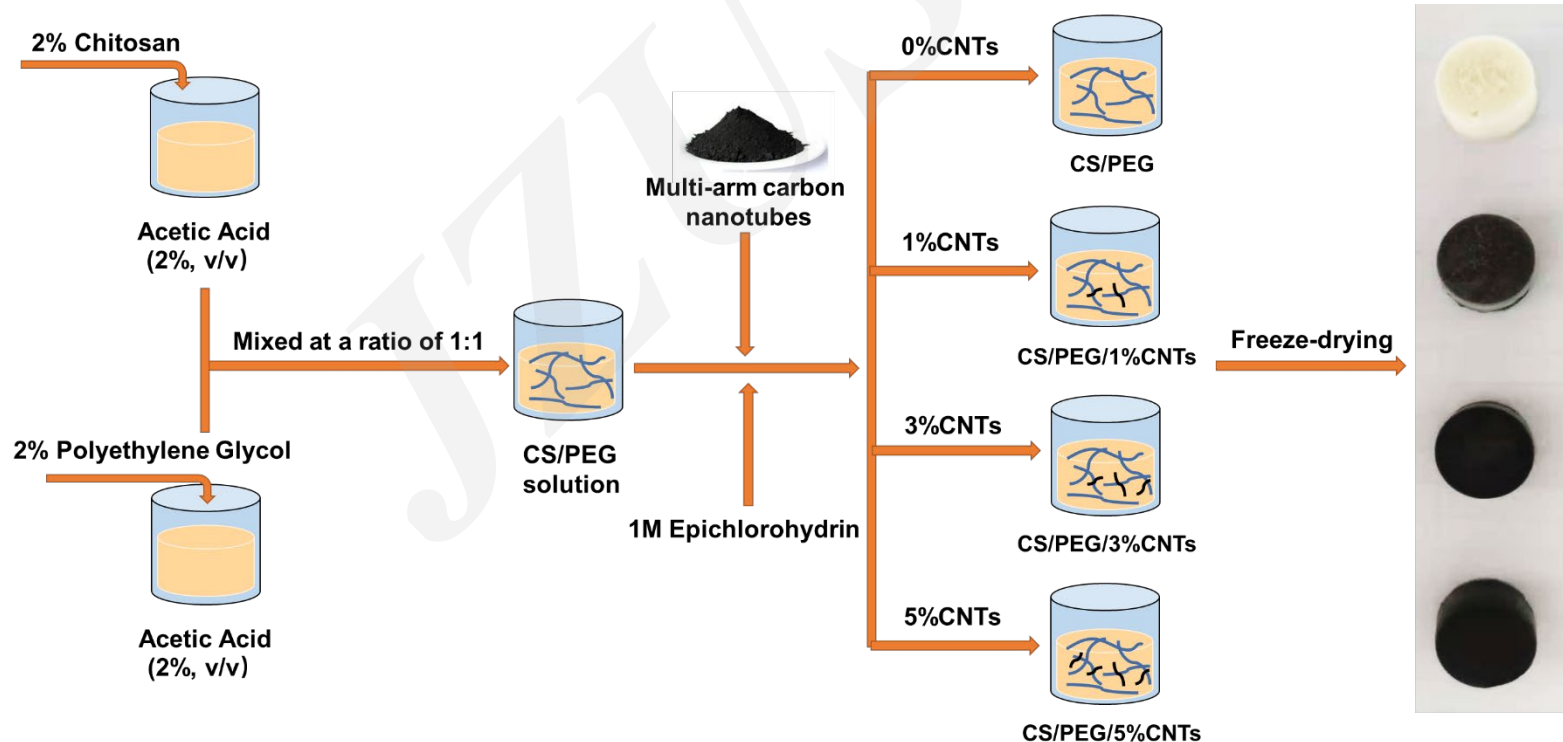 2% Chitosan
Acetic Acid
(2%, v/v)
2% Polyethylene Glycol
Acetic Acid
(2%, v/v)
Mixed at a ratio of 1:1
CS/PEG
solution
Multi-arm carbon
nanotubes
1M Epichlorohydrin
0%CNTs
CS/PEG
1%CNTs
CS/PEG/1%CNTs
3%CNTs
CS/PEG/3%CNTs
5%CNTs
CS/PEG/5%CNTs
Freeze-drying